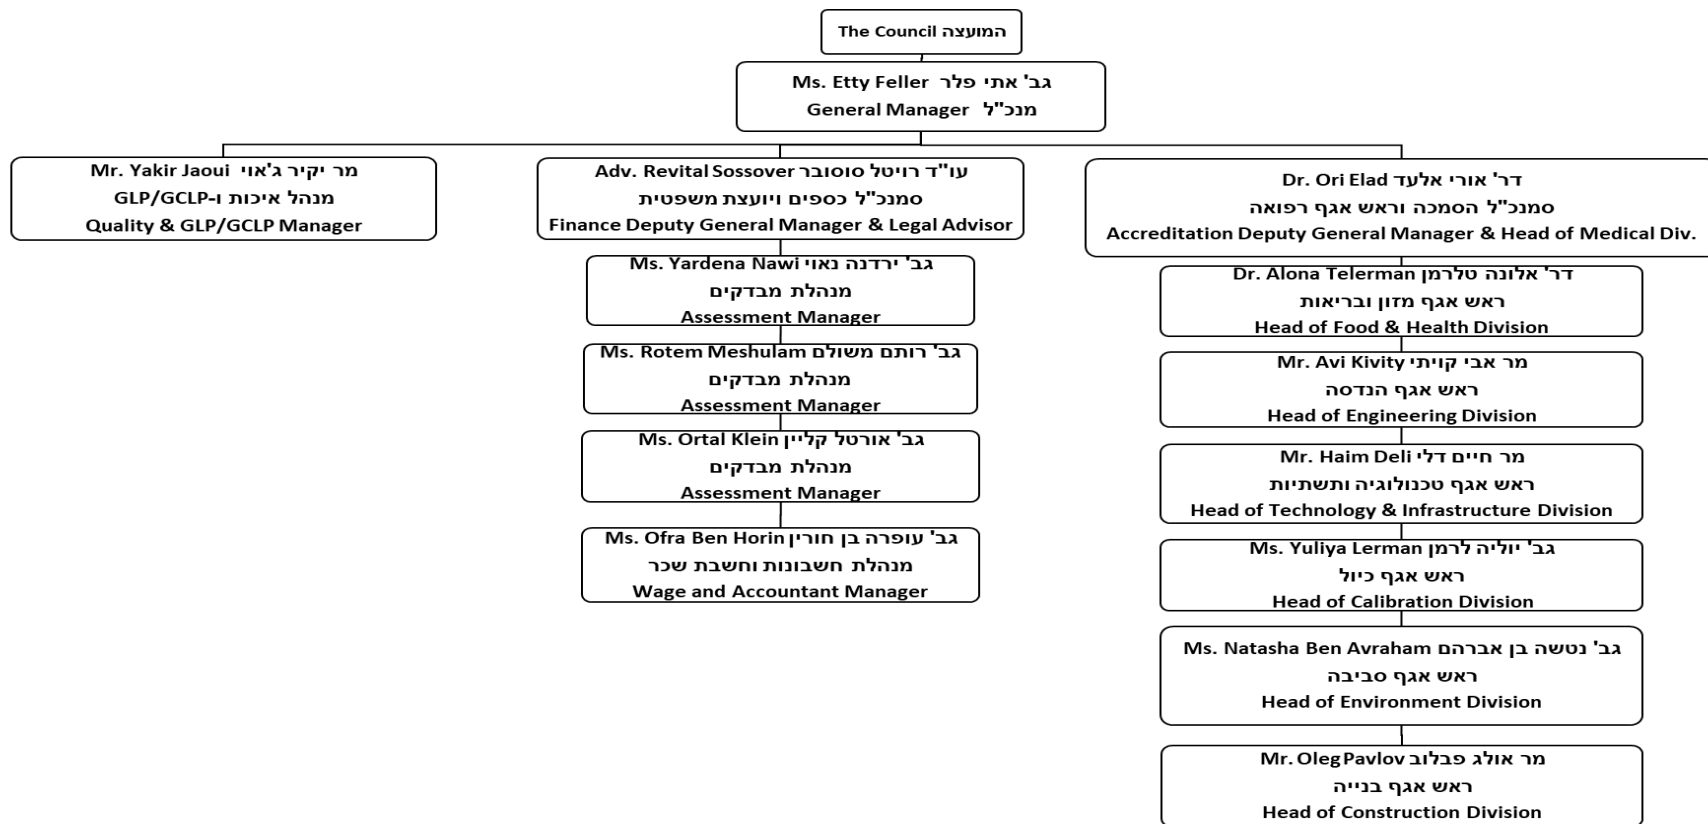 The Council המועצה
Ms. Etty Feller גב' אתי פלר
General Manager מנכ"ל
Mr. Yakir Jaoui מר יקיר ג'אוי
מנהל איכות ו-GLP/GCLP
Quality & GLP/GCLP Manager
Adv. Revital Sossover עו"ד רויטל סוסובר
סמנכ"ל כספים ויועצת משפטית
Finance Deputy General Manager & Legal Advisor
Ms. Yardena Nawi גב' ירדנה נאוי
מנהלת מבדקים
Assessment Manager
Ms. Rotem Meshulam גב' רותם משולם
מנהלת מבדקים
Assessment Manager
Ms. Ortal Klein גב' אורטל קליין
מנהלת מבדקים
Assessment Manager
Ms. Ofra Ben Horin גב' עופרה בן חורין
מנהלת חשבונות וחשבת שכר
Wage and Accountant Manager
Dr. Ori Elad דר' אורי אלעד
סמנכ"ל הסמכה וראש אגף רפואה
Accreditation Deputy General Manager & Head of Medical Div.
Dr. Alona Telerman דר' אלונה טלרמן
ראש אגף מזון ובריאות
Head of Food & Health Division
Mr. Avi Kivity מר אבי קויתי
ראש אגף הנדסה
Head of Engineering Division
Mr. Haim Deli מר חיים דלי
ראש אגף טכנולוגיה ותשתיות
Head of Technology & Infrastructure Division
Ms. Yuliya Lerman גב' יוליה לרמן
ראש אגף כיול
Head of Calibration Division
Ms. Natasha Ben Avraham גב' נטשה בן אברהם
ראש אגף סביבה
Head of Environment Division
Mr. Oleg Pavlov מר אולג פבלוב
ראש אגף בנייה
Head of Construction Division